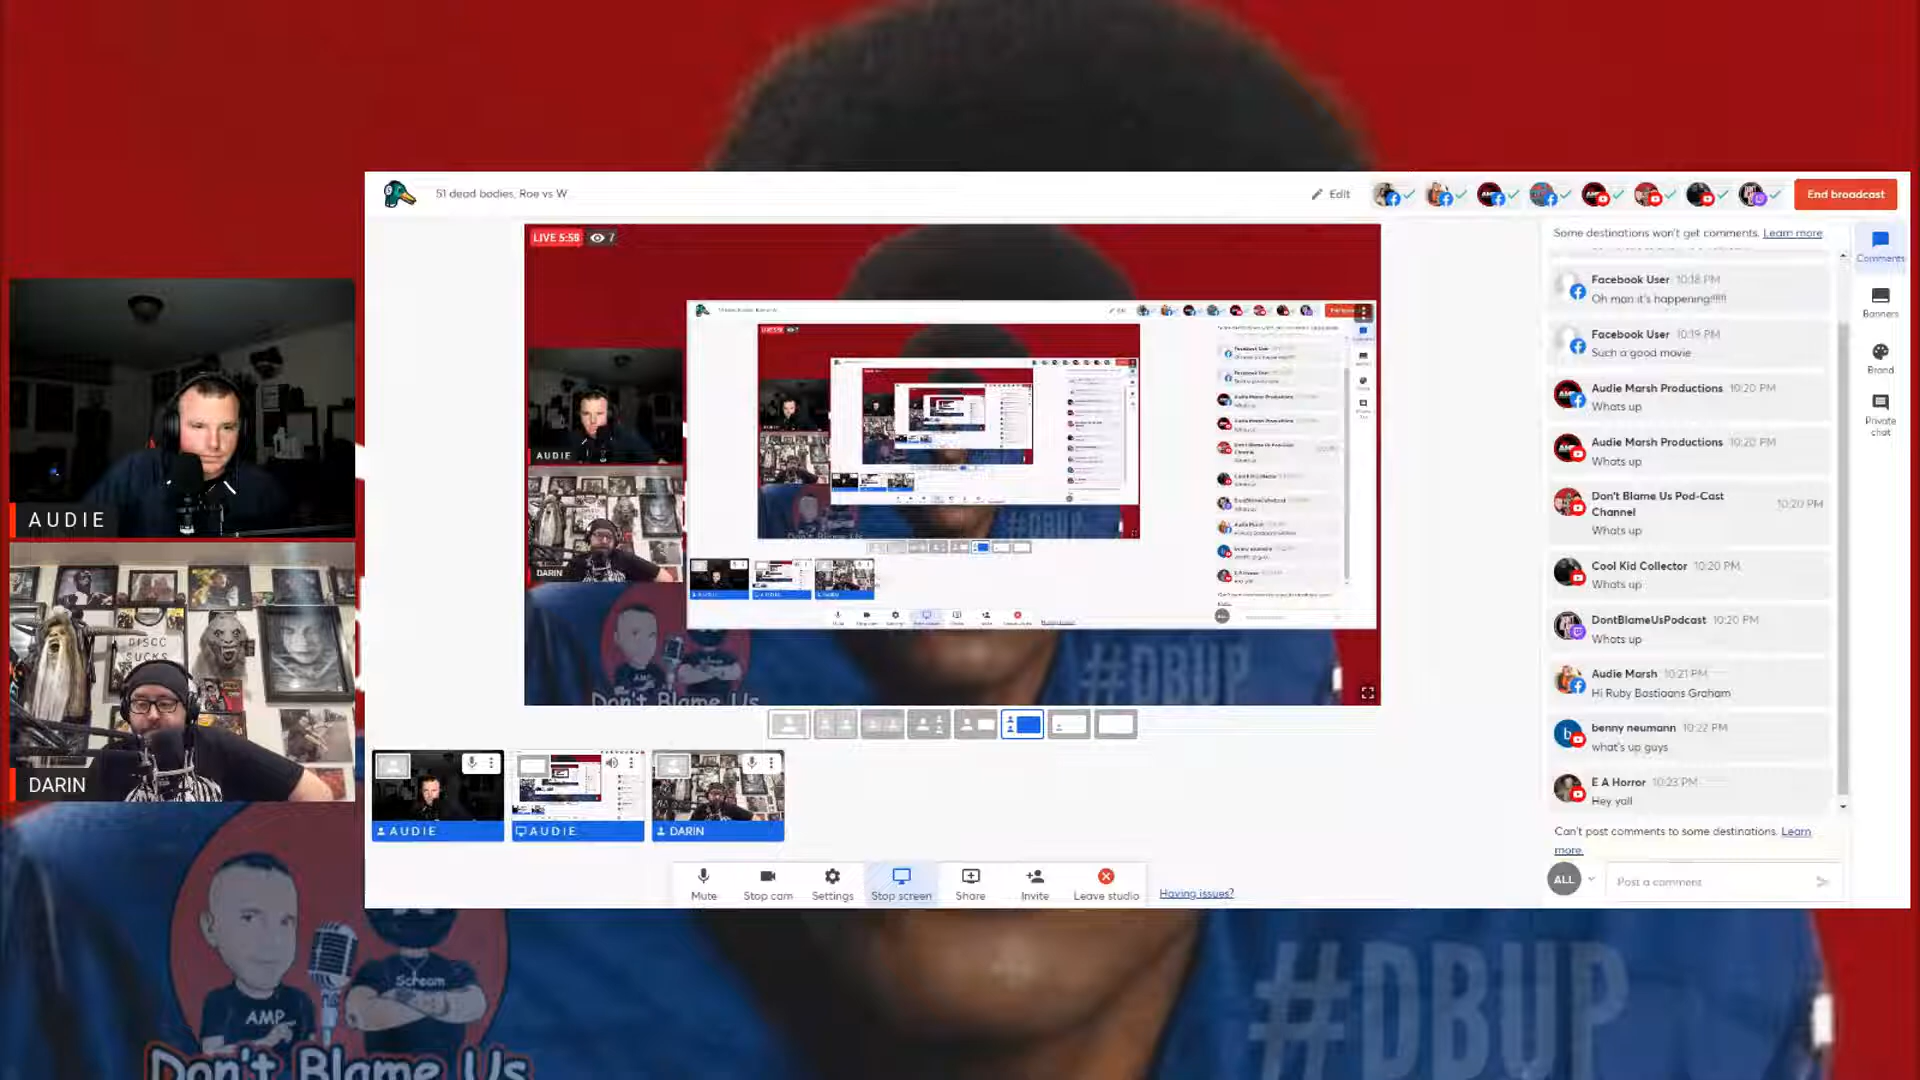 51 dead bodies, Roe vs W
Edit
End broadcast
LIVE 5:58
7
Some destinations won't get comments. Learn more
Comments
Facebook User 10:18 PM
Oh man it's happening!!!!!!
Banners
Facebook User 10:19 PM
Such a good movie
Brand
Audie Marsh Productions 10:20 PM
Whats up
Private
chat
Audie Marsh Productions 10:20 PM
Whats up
Don't Blame Us Pod-Cast
Channel
10:20 PM
Whats up
Cool Kid Collector 10:20 PM
Whats up
DontBlameUsPodcast 10:20 PM
Whats up
Audie Marsh 10:21 PM
Hi Ruby Bastiaans Graham
benny neumann 10:22 PM
what's up guys
E A Horror 10:23 PM
Hey yall
Can't post comments to some destinations. Learn
more.
ALL
Post a comment
AUDIE
DISCO
SUCKS
DARIN
AUDIE
DARIN
#DBUP
AMP
Don't Blame Us
AUDIE
AUDIE
DARIN
Mute
Stop cam
Settings
Stop screen
Share
Invite
Leave studio
Having issues?
Scream
AMP
Don't Blame Us
#DBUP